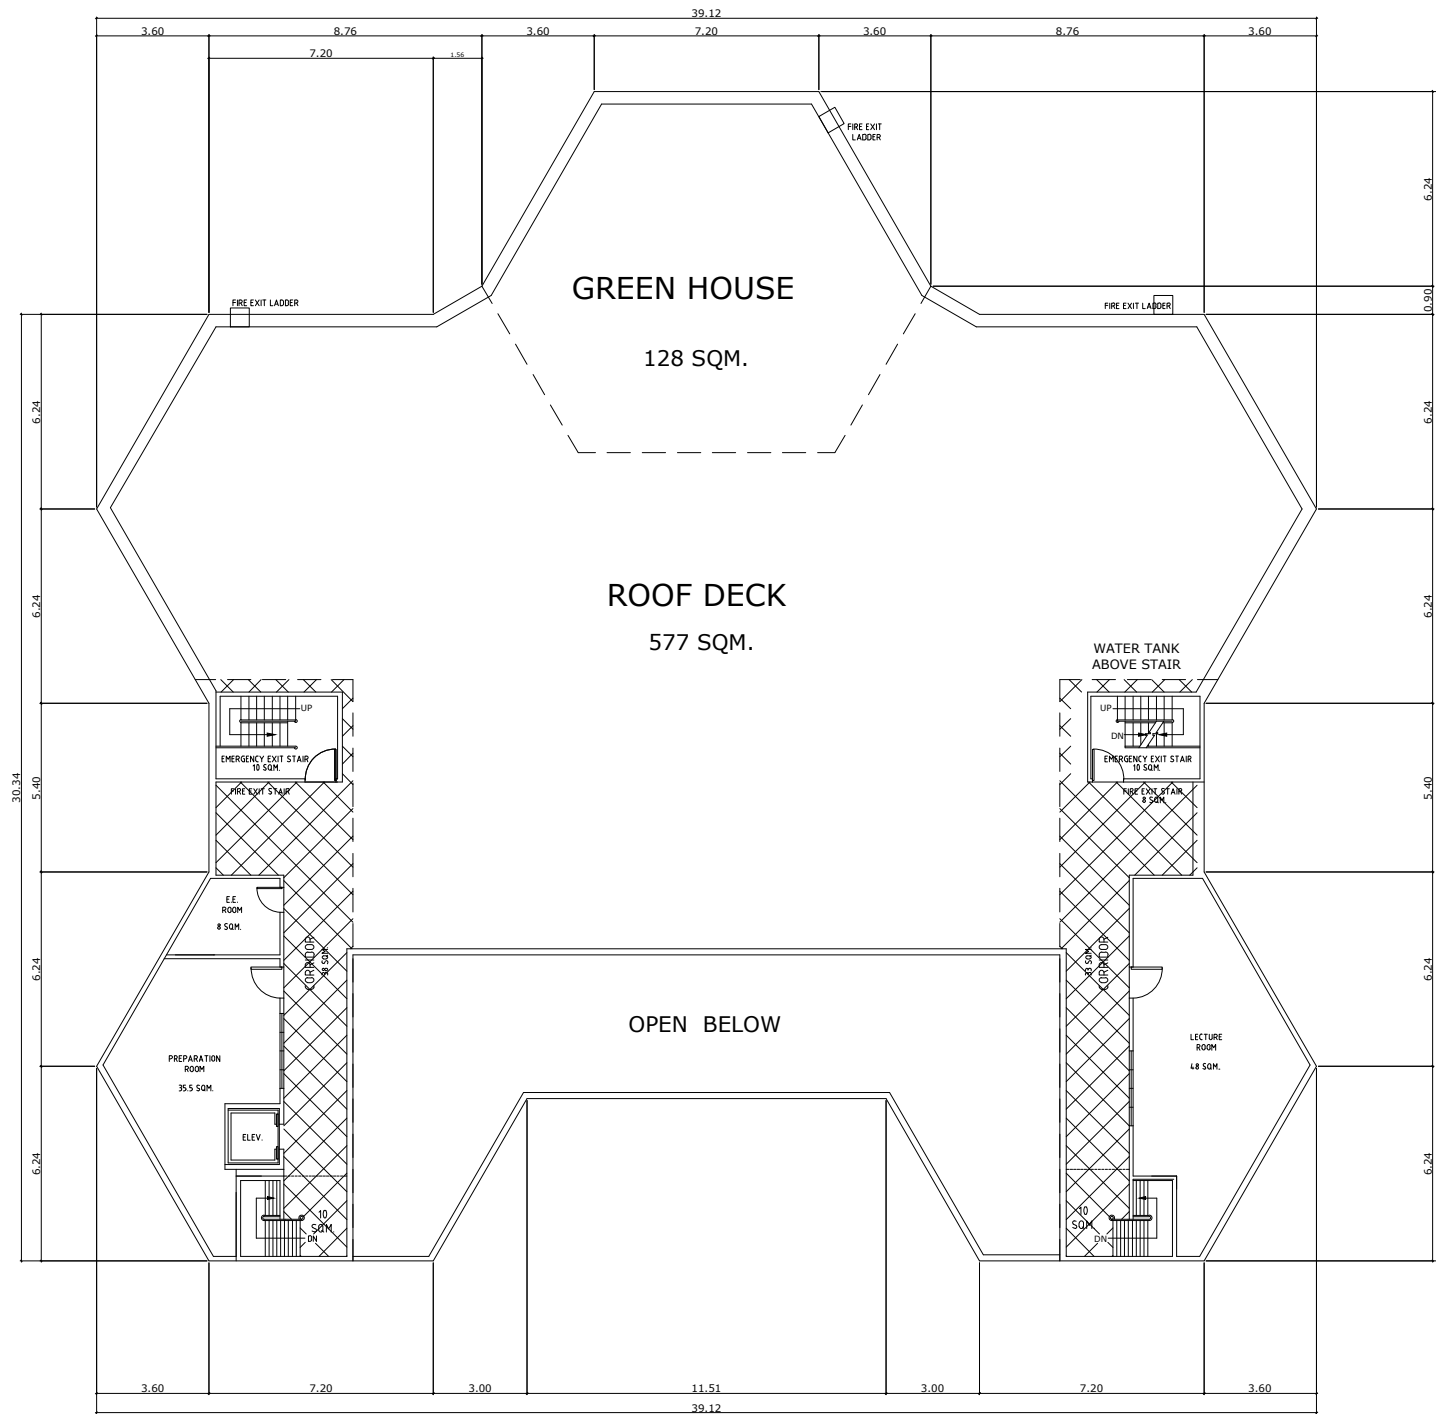 39.12
3.60
8.76
3.60
7.20
3.60
8.76
3.60
7.20
1.56
FIRE EXIT
LADDER
6.24
GREEN HOUSE
128 SQM.
FIRE EXIT LADDER
FIRE EXIT LADDER
0.90
6.24
6.24
ROOF DECK
577 SQM.
6.24
6.24
WATER TANK
ABOVE STAIR
UP
EMERGENCY EXIT STAIR
10 SQM.
FIRE EXIT STAIR
UP
DN
EMERGENCY EXIT STAIR
10 SQM.
FIRE EXIT STAIR
8 SQM.
30.34
5.40
5.40
E.E.
ROOM
8 SQM.
CORRIDOR
CORRIDOR
33 SQM.
6.24
6.24
OPEN BELOW
PREPARATION
ROOM
35.5 SQM.
LECTURE
ROOM
48 SQM.
ELEV.
6.24
6.24
10
SQM
DN
10
SQM
DN
3.60
7.20
3.00
11.51
3.00
7.20
3.60
39.12